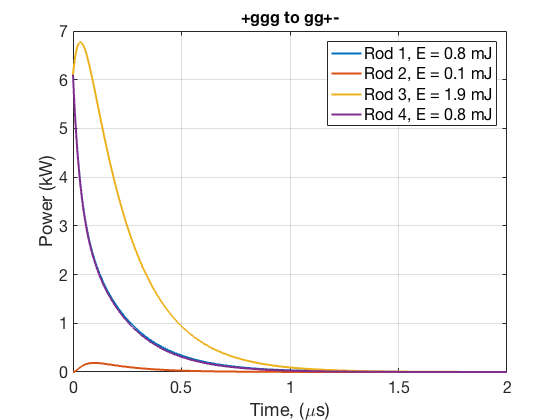 +ggg to gg+-
Rod 1, E = 0.8 mJ
Rod 2, E = 0.1 mJ
Rod 3, E = 1.9 mJ
Rod 4, E = 0.8 mJ
Power (kW)
7
6
5
4
3
2
1
0
0
0.5
1
1.5
2
Time, (μs)